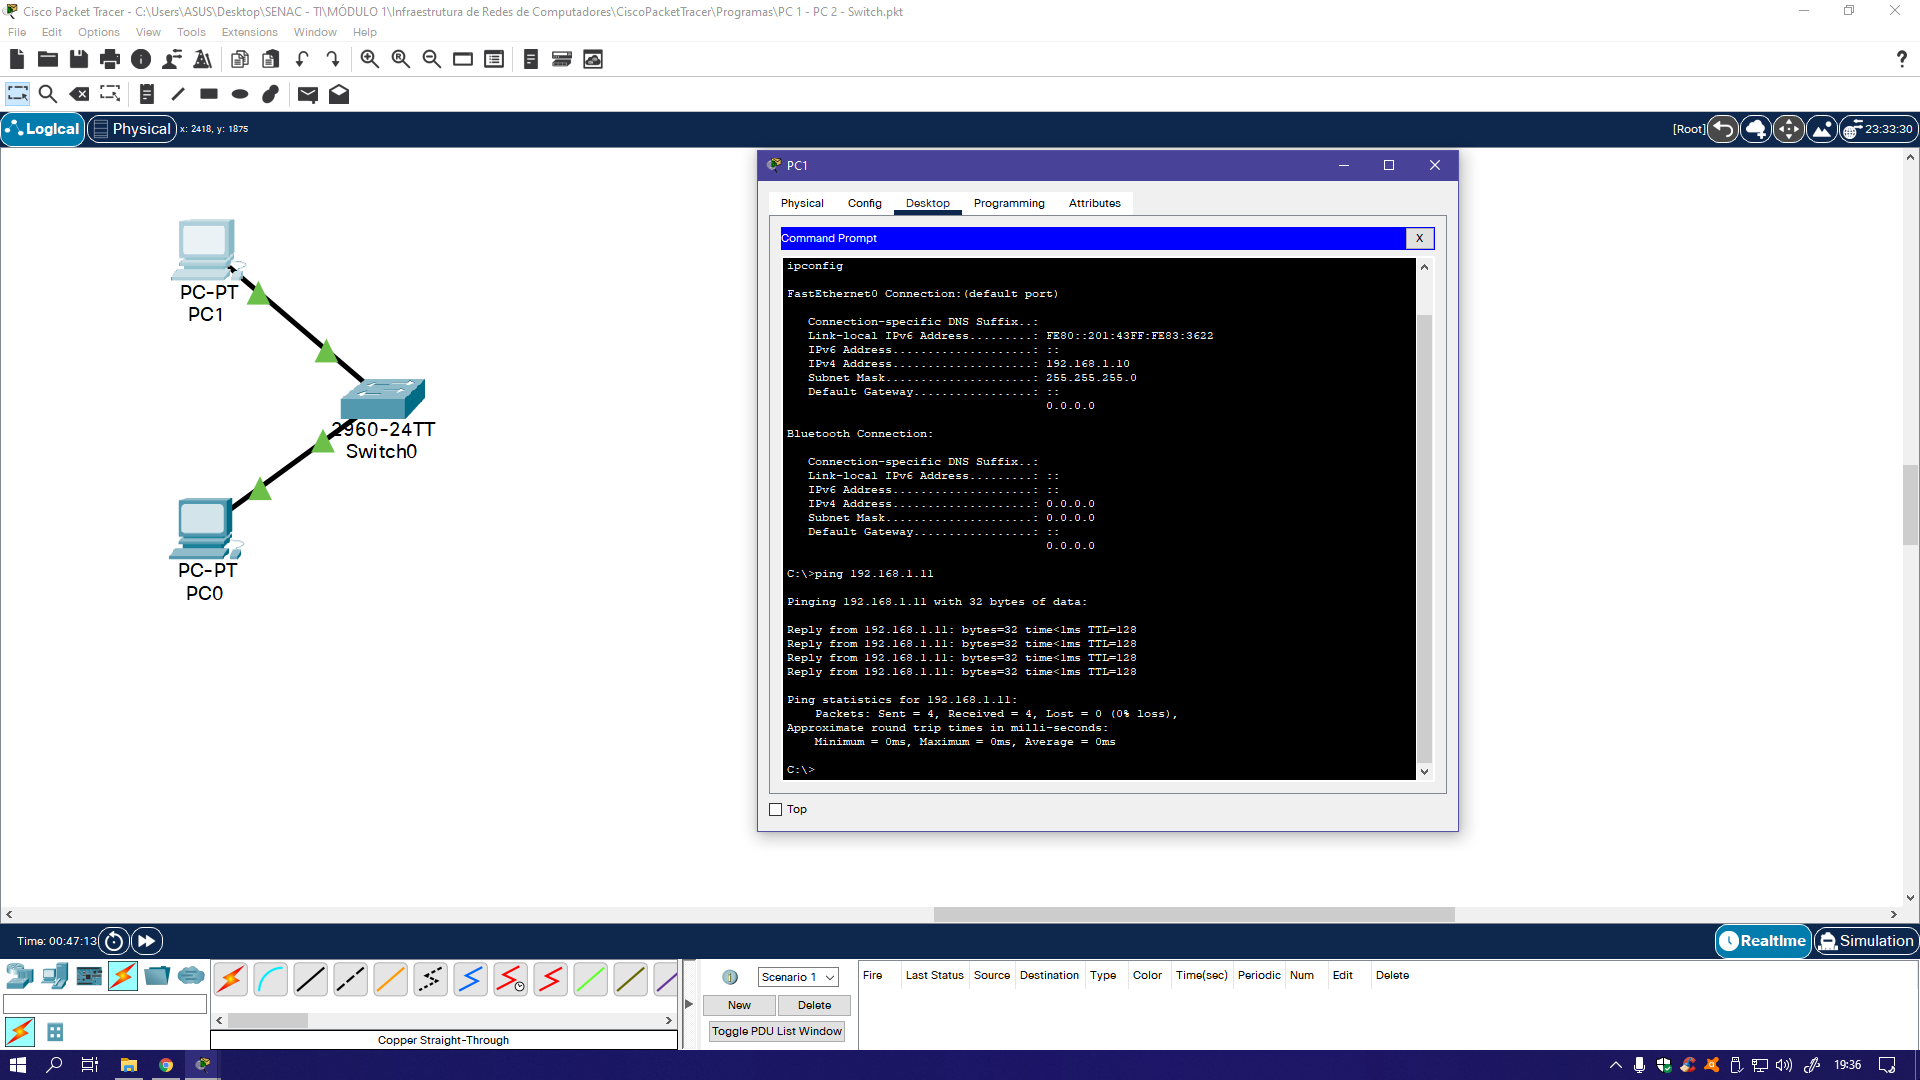 Cisco Packet Tracer - C:\Users\ASUS\Desktop\SENAC - TI\MÓDULO 1\Infraestrutura de Redes de Computadores\CiscoPacketTracer\Programas\PC 1 - PC 2 - Switch.pkt
File Edit Options View Tools Extensions Window Help
Logical Physical x: 2418, y: 1875 [Root] 23:33:30
PC-PT
PC1
2960-24TT
Switch0
PC-PT
PC0
PC1
Physical Config Desktop Programming Attributes
Command Prompt X
ipconfig
FastEthernet0 Connection:(default port)
Connection-specific DNS Suffix..:
Link-local IPv6 Address.........: FE80::201:43FF:FE83:3622
IPv6 Address....................: ::
IPv4 Address....................: 192.168.1.10
Subnet Mask.....................: 255.255.255.0
Default Gateway.................: ::
0.0.0.0
Bluetooth Connection:
Connection-specific DNS Suffix..:
Link-local IPv6 Address.........: ::
IPv6 Address....................: ::
IPv4 Address....................: 0.0.0.0
Subnet Mask.....................: 0.0.0.0
Default Gateway.................: ::
0.0.0.0
C:\>ping 192.168.1.11
Pinging 192.168.1.11 with 32 bytes of data:
Reply from 192.168.1.11: bytes=32 time<1ms TTL=128
Reply from 192.168.1.11: bytes=32 time<1ms TTL=128
Reply from 192.168.1.11: bytes=32 time<1ms TTL=128
Reply from 192.168.1.11: bytes=32 time<1ms TTL=128
Ping statistics for 192.168.1.11:
Packets: Sent = 4, Received = 4, Lost = 0 (0% loss),
Approximate round trip times in milli-seconds:
Minimum = 0ms, Maximum = 0ms, Average = 0ms
C:\>
Top
Time: 00:47:13 Realtime Simulation
Scenario 1
New Delete
Toggle PDU List Window
Fire Last Status Source Destination Type Color Time(sec) Periodic Num Edit Delete
Copper Straight-Through
19:36